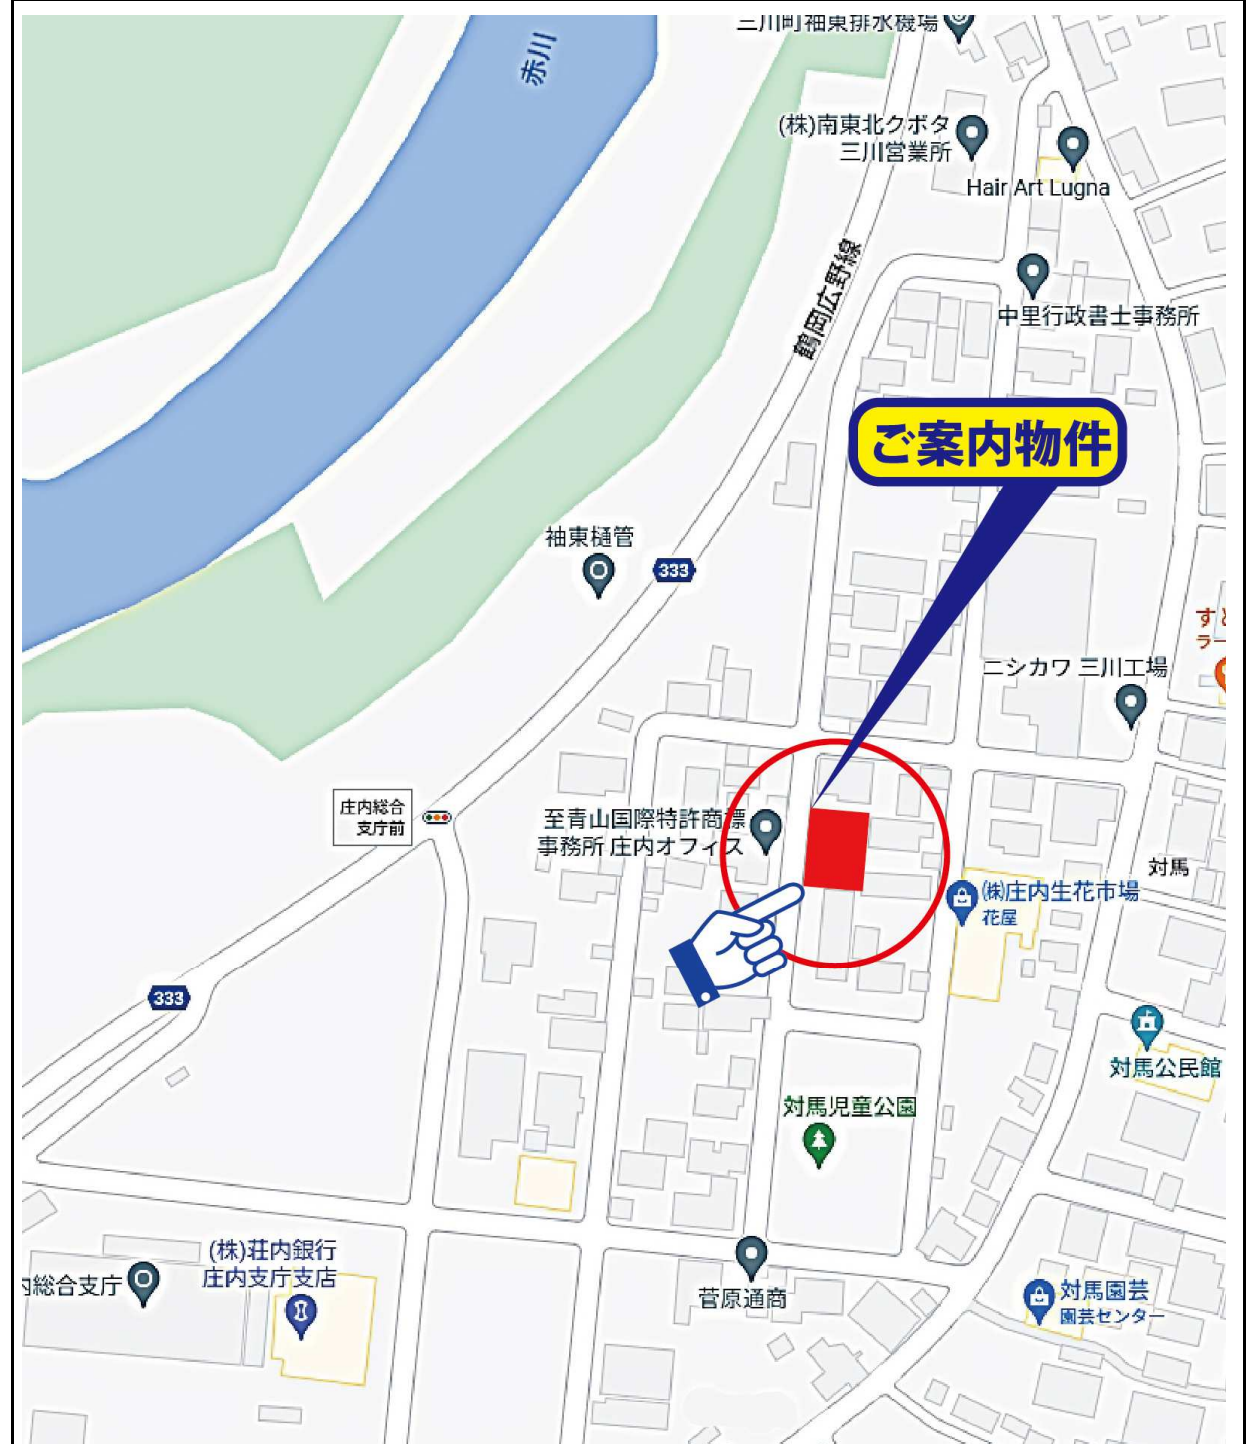 三川町袖東排水機場
赤川
(株)南東北クボタ
三川営業所
Hair Art Lugna
鶴岡広野線
中里行政書士事務所
ご案内物件
袖東樋管
333
ニシカワ 三川工場
庄内総合
支庁前
至青山国際特許商標
事務所 庄内オフィス
対馬
㈱庄内生花市場
花屋
333
対馬公民館
対馬児童公園
(株)荘内銀行
庄内支庁支店
内総合支庁
菅原通商
対馬園芸
園芸センター